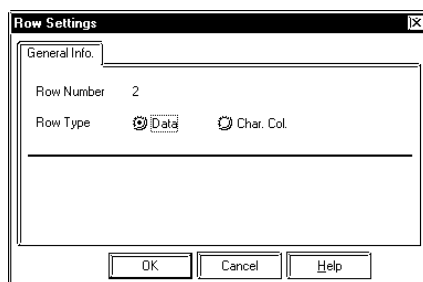 Row Settings
General Info.
Row Number 2
Row Type Data Char. Col.
OK Cancel Help